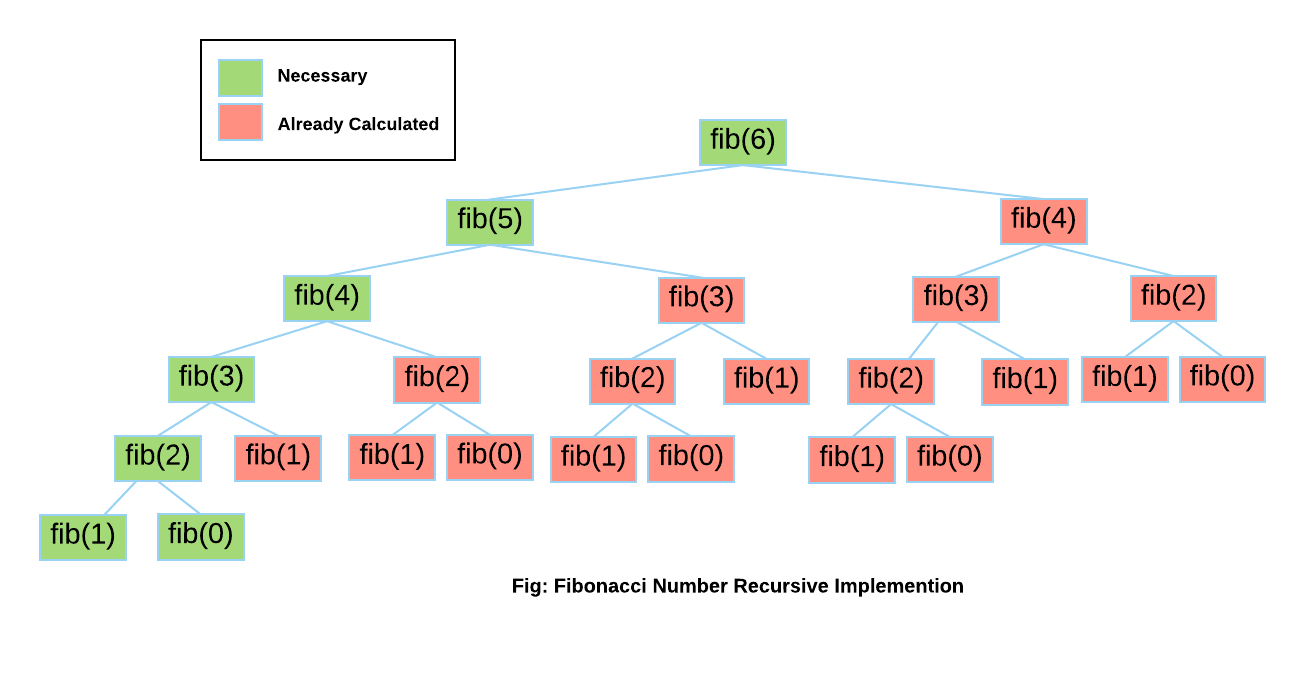 Necessary
Already Calculated
fib(6)
fib(5)
fib(4)
fib(4)
fib(3)
fib(3)
fib(2)
fib(3)
fib(2)
fib(2)
fib(1)
fib(2)
fib(1)
fib(1)
fib(0)
fib(2)
fib(1)
fib(1)
fib(0)
fib(1)
fib(0)
fib(1)
fib(0)
fib(1)
fib(0)
Fig: Fibonacci Number Recursive Implemention